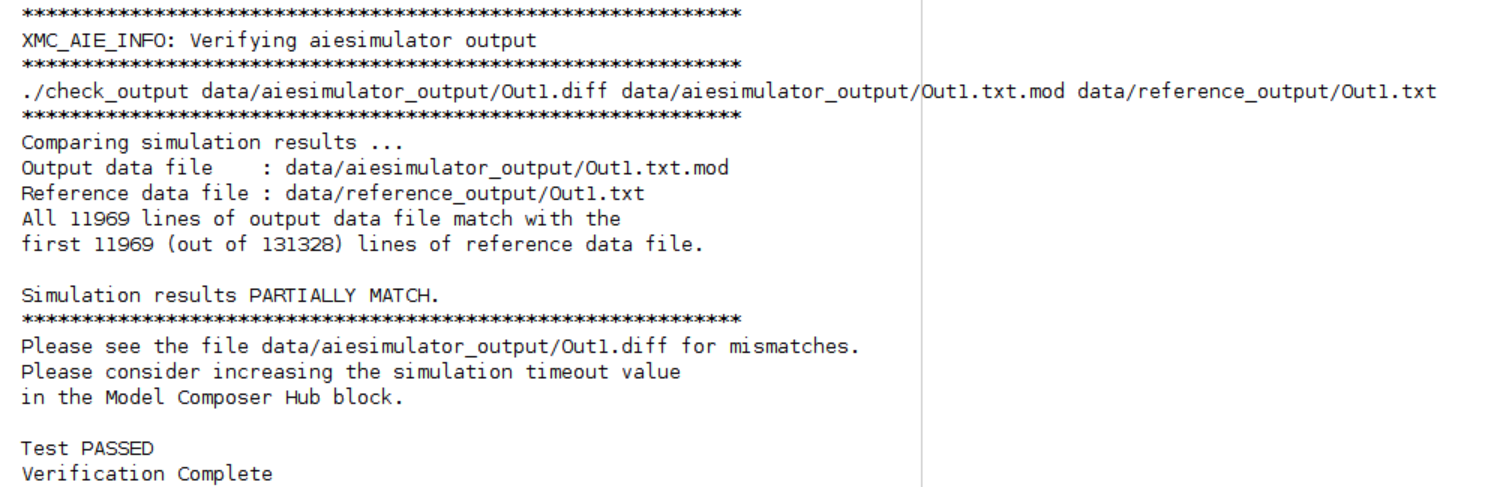 ************************************************************
XMC_AIE_INFO: Verifying aiesimulator output
************************************************************
./check_output data/aiesimulator_output/Out1.diff data/aiesimulator_output/Out1.txt.mod data/reference_output/Out1.txt
************************************************************
Comparing simulation results ...
Output data file    : data/aiesimulator_output/Out1.txt.mod
Reference data file : data/reference_output/Out1.txt
All 11969 lines of output data file match with the
first 11969 (out of 131328) lines of reference data file.
Simulation results PARTIALLY MATCH.
************************************************************
Please see the file data/aiesimulator_output/Out1.diff for mismatches.
Please consider increasing the simulation timeout value
in the Model Composer Hub block.
Test PASSED
Verification Complete